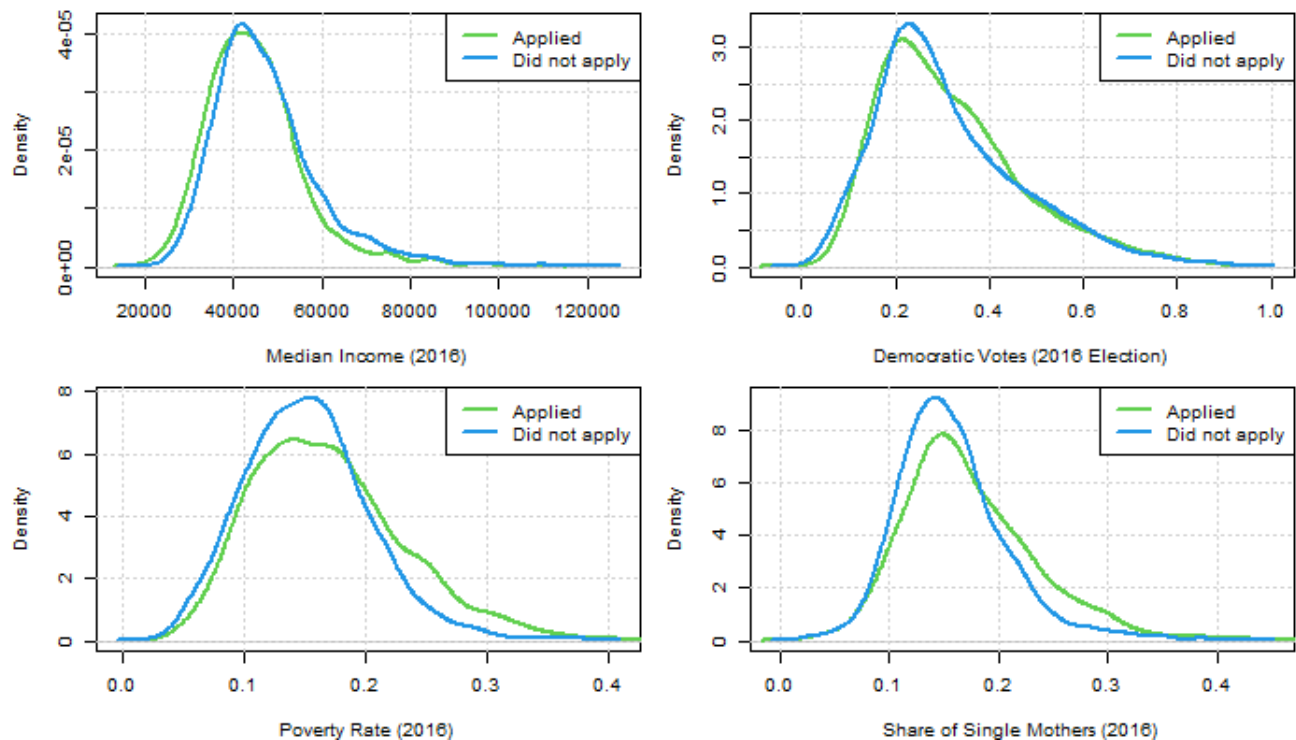 Density
4e-05
2e-05
0e+00
Applied
Did not apply
20000 40000 60000 80000 100000 120000
Median Income (2016)
Density
3.0
2.0
1.0
0.0
Applied
Did not apply
0.0 0.2 0.4 0.6 0.8 1.0
Democratic Votes (2016 Election)
Density
8
6
4
2
0
Applied
Did not apply
0.0 0.1 0.2 0.3 0.4
Poverty Rate (2016)
Density
8
6
4
2
0
Applied
Did not apply
0.0 0.1 0.2 0.3 0.4
Share of Single Mothers (2016)